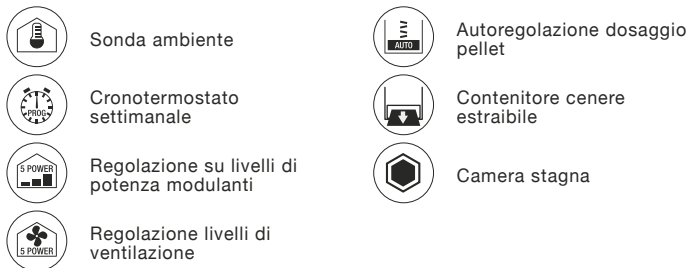 Sonda ambiente
PROG.
Cronotermostato
settimanale
5 POWER
Regolazione su livelli di
potenza modulanti
5 POWER
Regolazione livelli di
ventilazione
AUTO
Autoregolazione dosaggio
pellet
Contenitore cenere
estraibile
Camera stagna